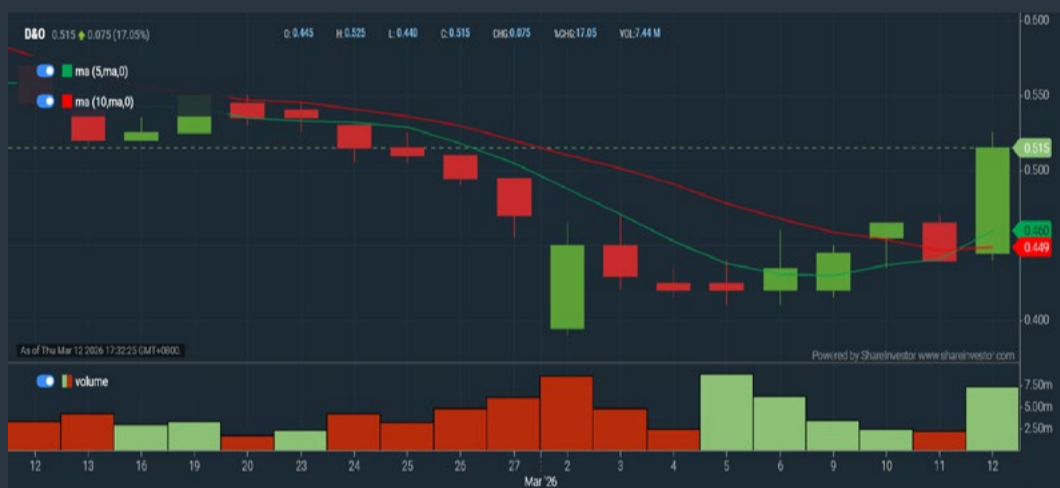 0.600
D&O 0.515 0.075 (17.05%) O: 0.445 H: 0.525 L: 0.440 C: 0.515 CHG:0.075 %CHG:17.05 VOL:7.44 M
ma (5,ma,0)
ma (10,ma,0)
0.550
0.515
0.500
0.460
0.449
0.400
As of Thu Mar 12 2026 17:32:25 GMT+0800.
Powered by ShareInvestor www.shareinvestor.com
volume
7.50m
5.00m
2.50m
12 13 16 19 20 23 24 25 26 27 2 3 4 5 6 9 10 11 12
Mar '26